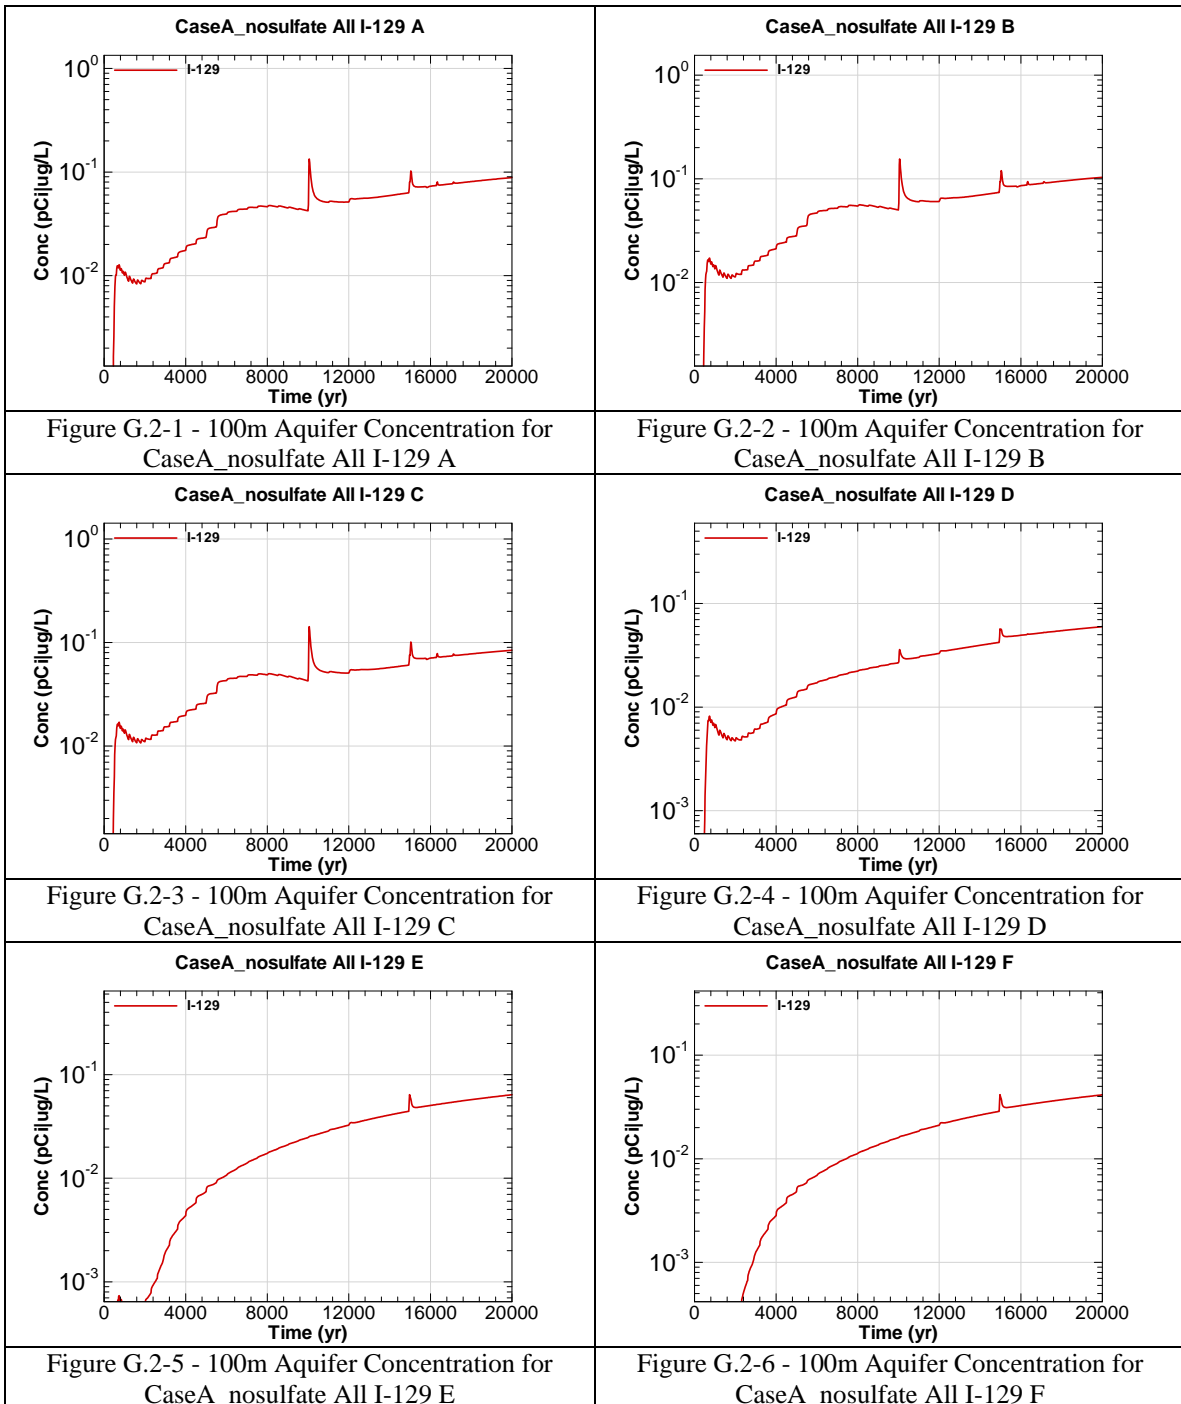 CaseA_nosulfate All I-129 A
I-129
10^0
10^-1
10^-2
Conc (pCi|ug/L)
0 4000 8000 12000 16000 20000
Time (yr)
Figure G.2-1 - 100m Aquifer Concentration for
CaseA_nosulfate All I-129 A
CaseA_nosulfate All I-129 B
I-129
10^0
10^-1
10^-2
Conc (pCi|ug/L)
0 4000 8000 12000 16000 20000
Time (yr)
Figure G.2-2 - 100m Aquifer Concentration for
CaseA_nosulfate All I-129 B
CaseA_nosulfate All I-129 C
I-129
10^0
10^-1
10^-2
Conc (pCi|ug/L)
0 4000 8000 12000 16000 20000
Time (yr)
Figure G.2-3 - 100m Aquifer Concentration for
CaseA_nosulfate All I-129 C
CaseA_nosulfate All I-129 D
I-129
10^-1
10^-2
10^-3
Conc (pCi|ug/L)
0 4000 8000 12000 16000 20000
Time (yr)
Figure G.2-4 - 100m Aquifer Concentration for
CaseA_nosulfate All I-129 D
CaseA_nosulfate All I-129 E
I-129
10^-1
10^-2
10^-3
Conc (pCi|ug/L)
0 4000 8000 12000 16000 20000
Time (yr)
Figure G.2-5 - 100m Aquifer Concentration for
CaseA_nosulfate All I-129 E
CaseA_nosulfate All I-129 F
I-129
10^-1
10^-2
10^-3
Conc (pCi|ug/L)
0 4000 8000 12000 16000 20000
Time (yr)
Figure G.2-6 - 100m Aquifer Concentration for
CaseA_nosulfate All I-129 F